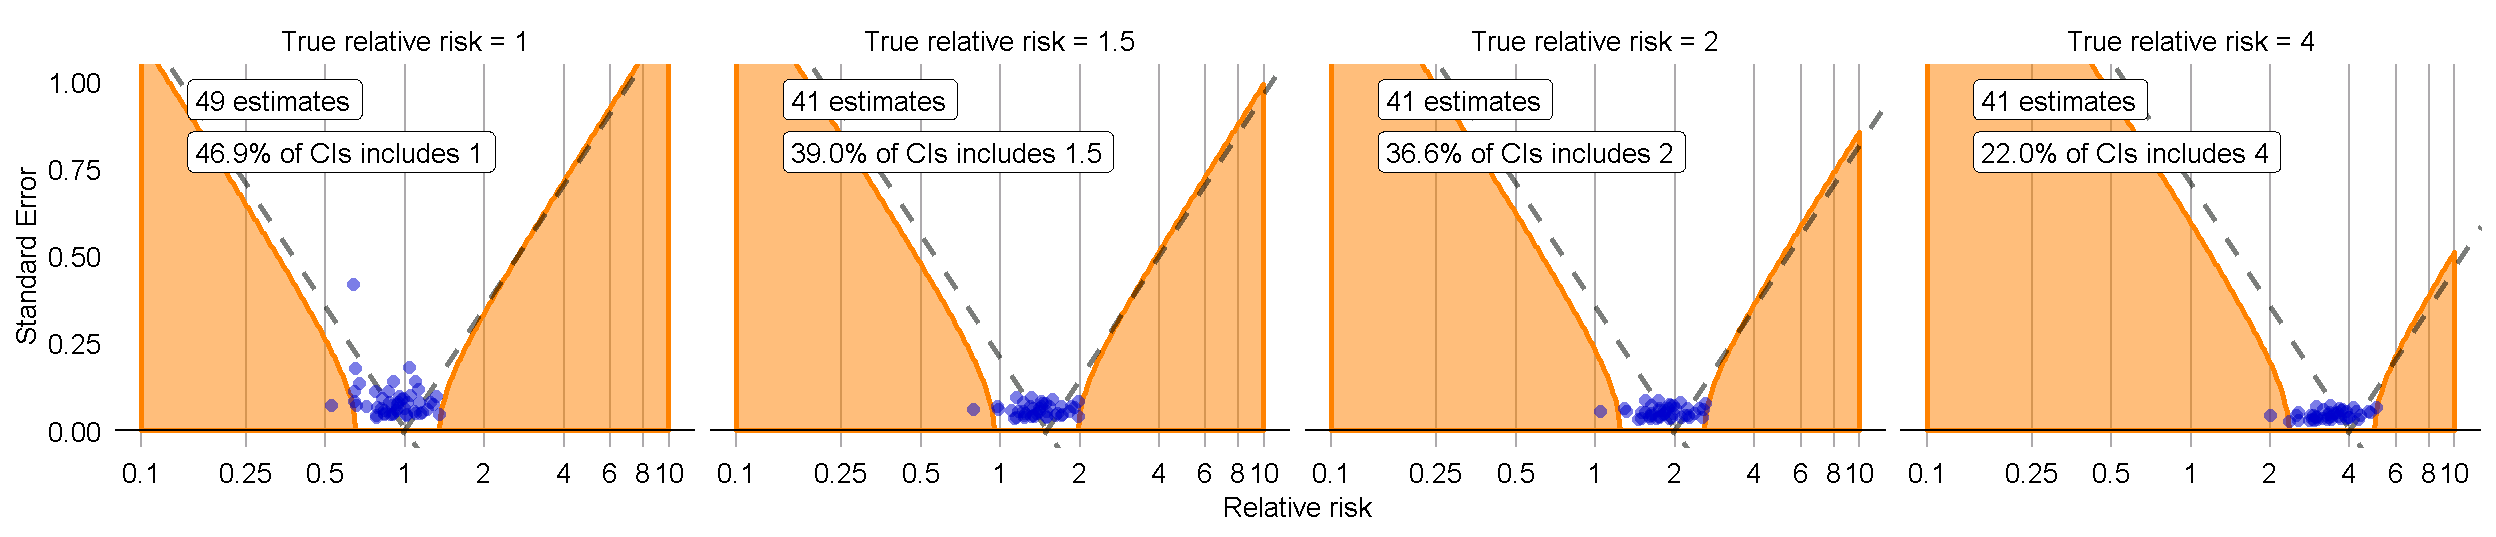 True relative risk = 1
True relative risk = 1.5
True relative risk = 2
True relative risk = 4
49 estimates
46.9% of CIs includes 1
41 estimates
39.0% of CIs includes 1.5
41 estimates
36.6% of CIs includes 2
41 estimates
22.0% of CIs includes 4
Standard Error
1.00
0.75
0.50
0.25
0.00
0.1 0.25 0.5 1 2 4 6 8 10
0.1 0.25 0.5 1 2 4 6 8 10
0.1 0.25 0.5 1 2 4 6 8 10
0.1 0.25 0.5 1 2 4 6 8 10
Relative risk